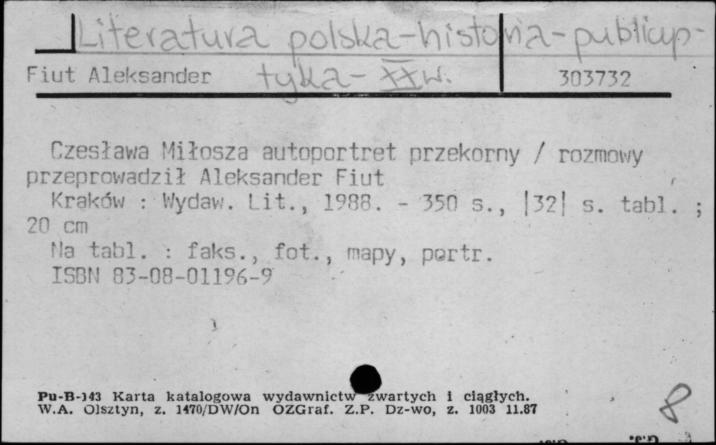 Literatura polska-historia-publicys-
Fiut Aleksander tyka- XXw. 303732
Czesława Miłosza autoportret przekorny / rozmowy
przeprowadził Aleksander Fiut
Kraków : Wydaw. Lit., 1988. - 350 s., |32| s. tabl. ;
20 cm
Na tabl. : faks., fot., mapy, portr.
ISBN 83-08-01196-9
Pu-B-143 Karta katalogowa wydawnictw zwartych i ciągłych.
W.A. Olsztyn, z. 1470/DW/On OZGraf. Z.P. Dz-wo, z. 1003 11.87
8